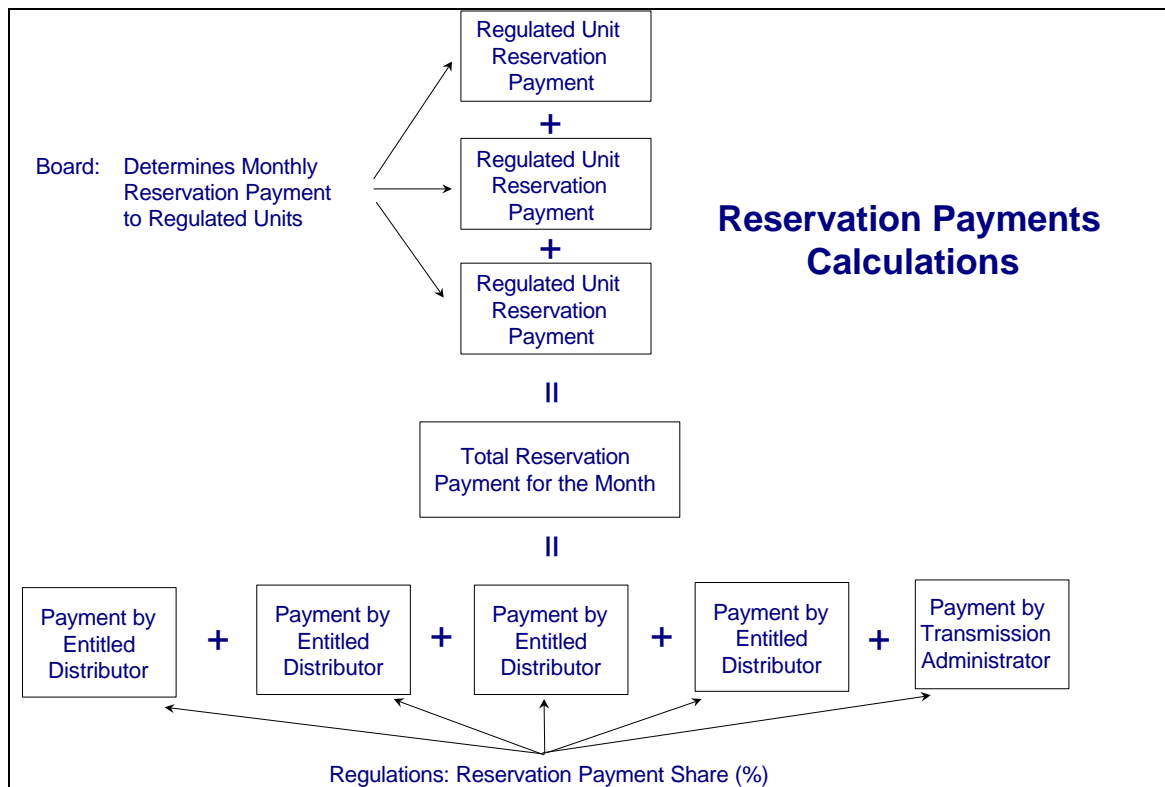 Regulated Unit
Reservation
Payment
+
Board: Determines Monthly
Reservation Payment
to Regulated Units
Regulated Unit
Reservation
Payment
Reservation Payments
Calculations
+
Regulated Unit
Reservation
Payment
=
Total Reservation
Payment for the Month
=
Payment by
Entitled
Distributor
+
Payment by
Entitled
Distributor
+
Payment by
Entitled
Distributor
+
Payment by
Entitled
Distributor
+
Payment by
Transmission
Administrator
Regulations: Reservation Payment Share (%)